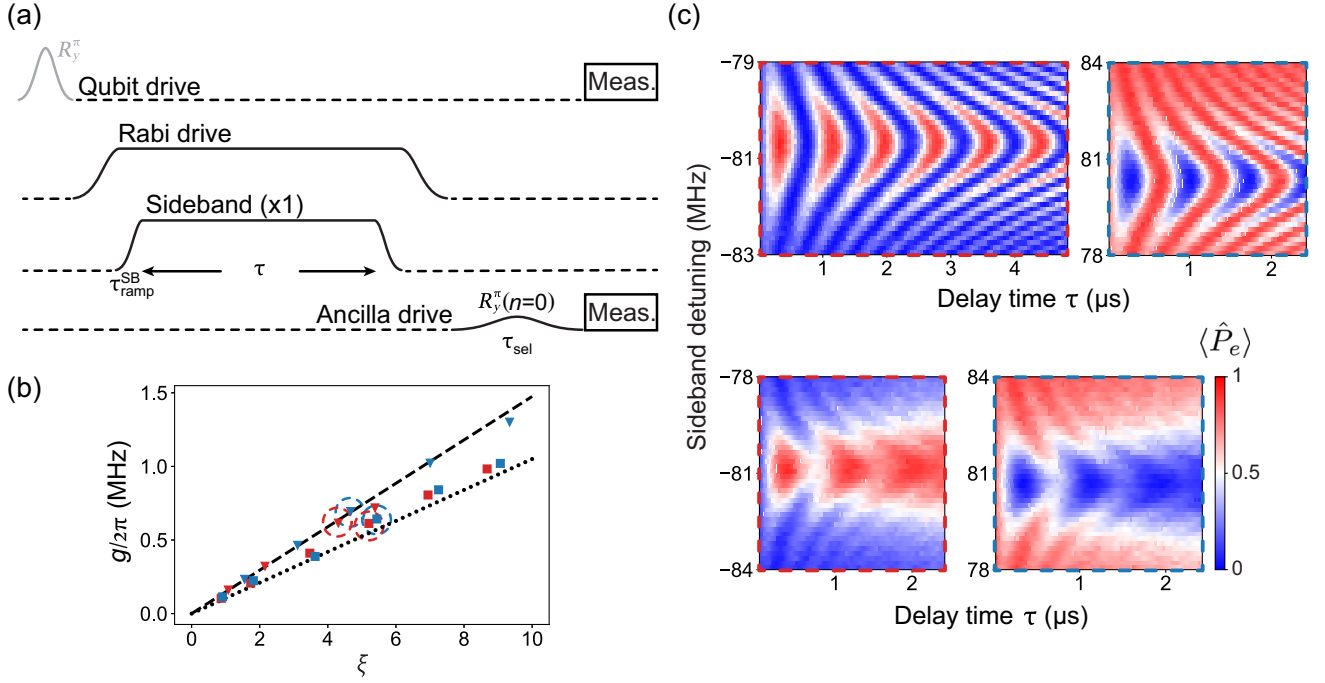 (a)
R_y^π
Qubit drive
Meas.
Rabi drive
Sideband (x1)
τ
τ_ramp^SB
R_y^π(n=0)
Ancilla drive
Meas.
τ_sel
(b)
g/2π (MHz)
1.5
1.0
0.5
0.0
0 2 4 6 8 10
ξ
(c)
Sideband detuning (MHz)
−79
−81
−83
1 2 3 4
84
81
78
1 2
Delay time τ (μs)
−78
−81
−84
1 2
84
81
78
1 2
⟨P̂_e⟩
1
0.5
0
Delay time τ (μs)